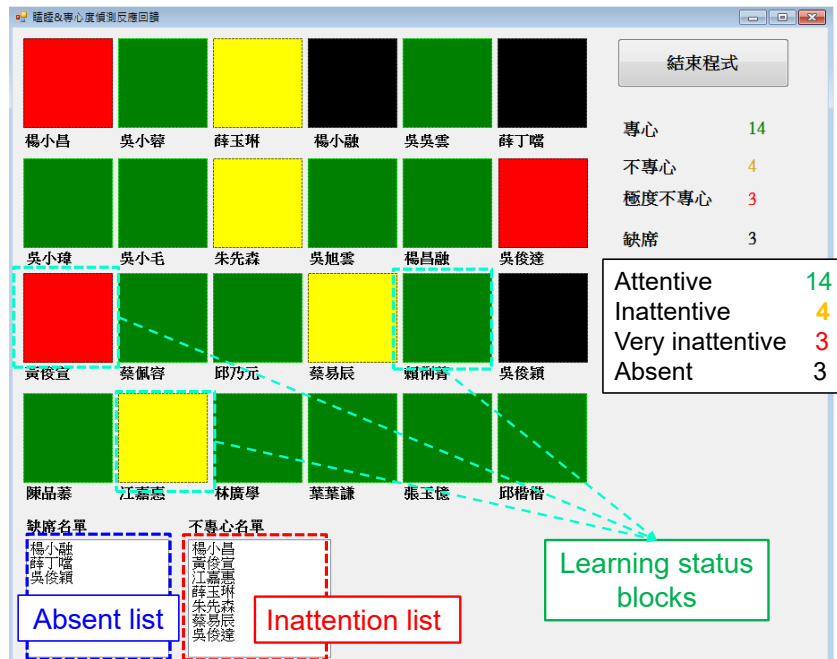 瞌睡&專心度偵測反應回饋
結束程式
楊小昌 吳小蓉 薛玉琳 楊小融 吳吳雲 薛丁噹
專心 14
不專心 4
極度不專心 3
缺席 3
吳小瑋 吳小毛 朱先森 吳旭雲 楊昌融 吳俊達
Attentive 14
Inattentive 4
Very inattentive 3
Absent 3
黃俊宣 蔡佩容 邱乃元 蔡易辰 賴俐菁 吳俊穎
陳品蓁 江嘉惠 林廣學 葉葉謙 張玉億 邱楷楷
缺席名單
楊小融
薛丁噹
吳俊穎
Absent list
不專心名單
楊小昌
黃俊宣
江嘉惠
薛玉琳
朱先森
蔡易辰
吳俊達
Inattention list
Learning status
blocks